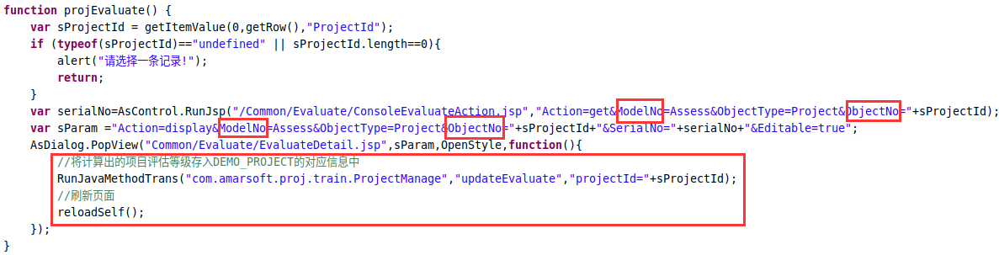 function projEvaluate() {
var sProjectId = getItemValue(0,getRow(),"ProjectId");
if (typeof(sProjectId)=="undefined" || sProjectId.length==0){
alert("请选择一条记录!");
return;
}
var serialNo=AsControl.RunJsp("/Common/Evaluate/ConsoleEvaluateAction.jsp","Action=get&ModelNo=Assess&ObjectType=Project&ObjectNo="+sProjectId);
var sParam ="Action=display&ModelNo=Assess&ObjectType=Project&ObjectNo="+sProjectId+"&SerialNo="+serialNo+"&Editable=true";
AsDialog.PopView("Common/Evaluate/EvaluateDetail.jsp",sParam,OpenStyle,function(){
//将计算出的项目评估等级存入DEMO_PROJECT的对应信息中
RunJavaMethodTrans("com.amarsoft.proj.train.ProjectManage","updateEvaluate","projectId="+sProjectId);
//刷新页面
reloadSelf();
});
}